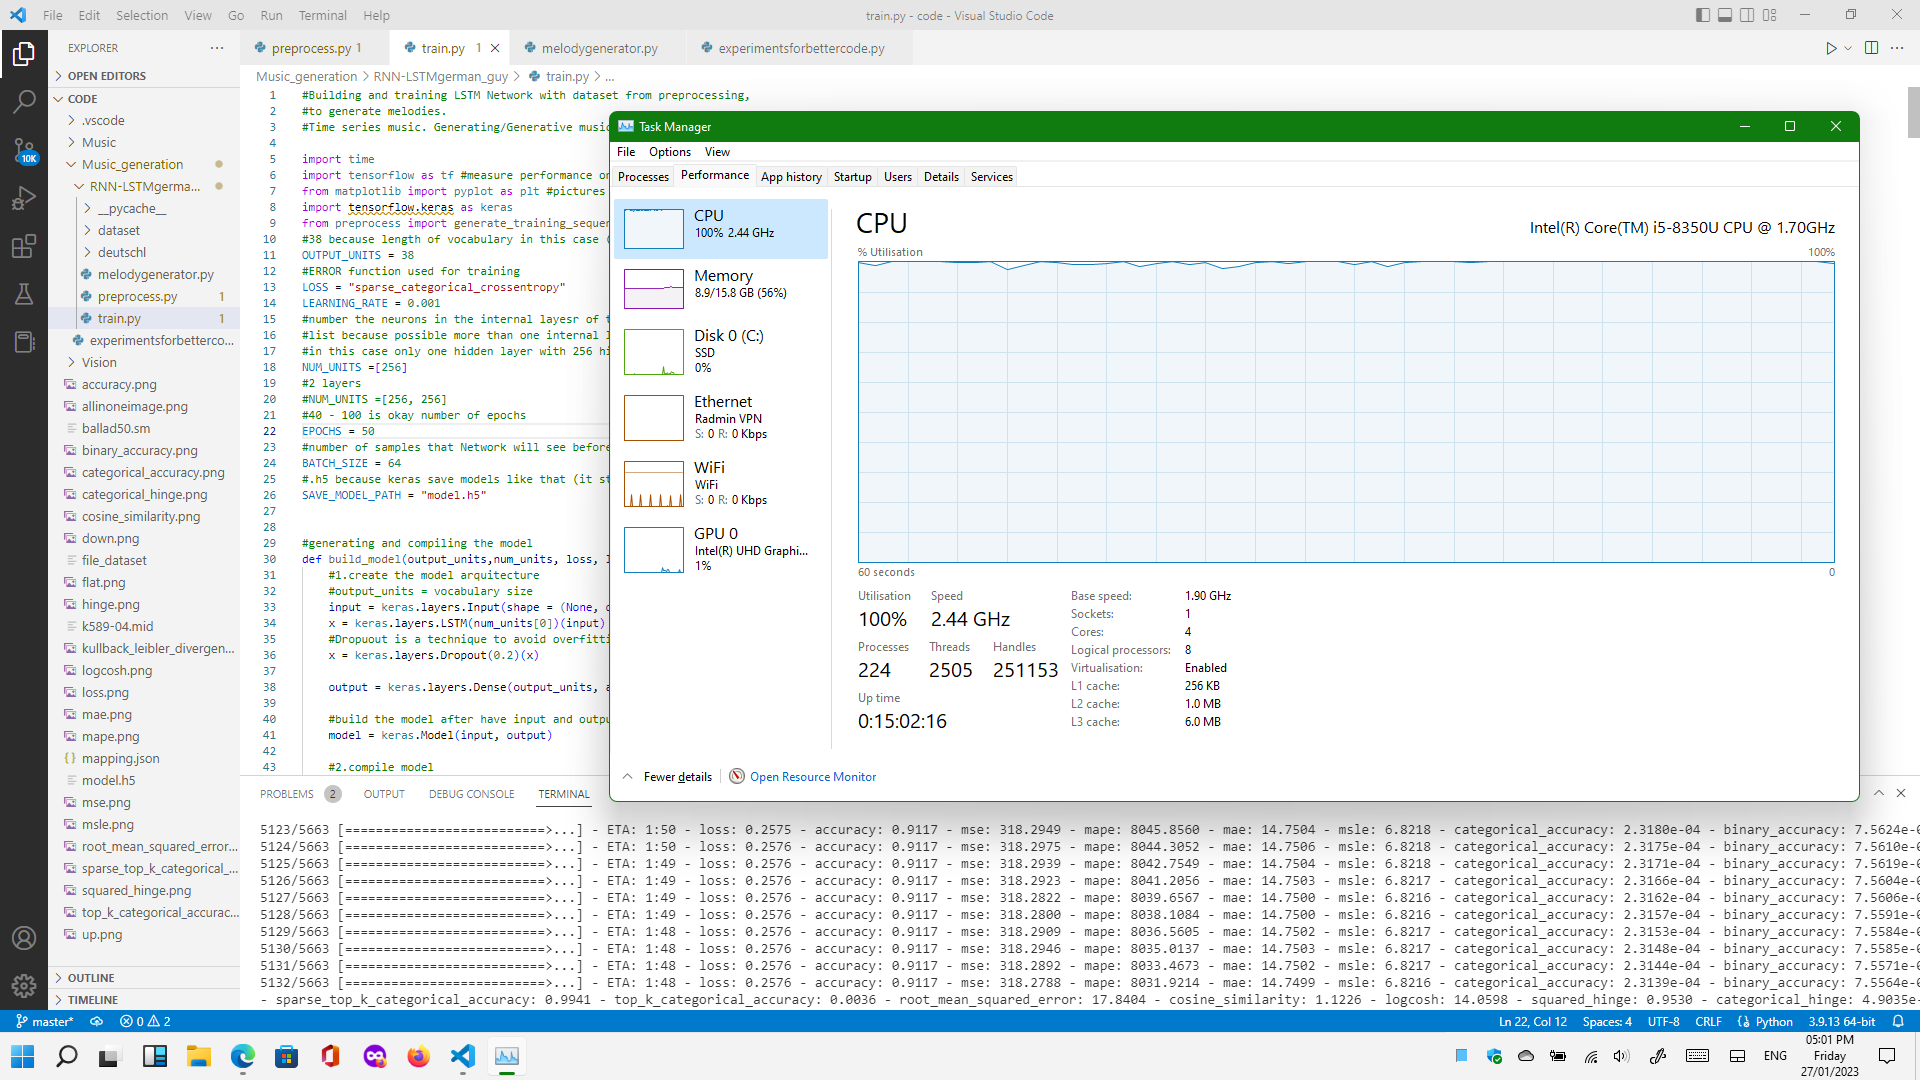 File Edit Selection View Go Run Terminal Help
train.py - code - Visual Studio Code
EXPLORER
OPEN EDITORS
CODE
.vscode
Music
Music_generation
RNN-LSTMgerma...
__pycache__
dataset
deutschl
melodygenerator.py
preprocess.py 1
train.py 1
experimentsforbetterco...
Vision
accuracy.png
allinoneimage.png
ballad50.sm
binary_accuracy.png
categorical_accuracy.png
categorical_hinge.png
cosine_similarity.png
down.png
file_dataset
flat.png
hinge.png
k589-04.mid
kullback_leibler_divergen...
logcosh.png
loss.png
mae.png
mape.png
mapping.json
model.h5
mse.png
msle.png
root_mean_squared_error...
sparse_top_k_categorical_...
squared_hinge.png
top_k_categorical_accurac...
up.png
OUTLINE
TIMELINE
10K
preprocess.py 1 train.py 1 melodygenerator.py experimentsforbettercode.py
Music_generation > RNN-LSTMgerman_guy > train.py > ...
1 #Building and training LSTM Network with dataset from preprocessing,
2 #to generate melodies.
3 #Time series music. Generating/Generative music
4
5 import time
6 import tensorflow as tf #measure performance on
7 from matplotlib import pyplot as plt #pictures
8 import tensorflow.keras as keras
9 from preprocess import generate_training_sequen
10 #38 because length of vocabulary in this case (
11 OUTPUT_UNITS = 38
12 #ERROR function used for training
13 LOSS = "sparse_categorical_crossentropy"
14 LEARNING_RATE = 0.001
15 #number the neurons in the internal layesr of t
16 #list because possible more than one internal l
17 #in this case only one hidden layer with 256 hi
18 NUM_UNITS =[256]
19 #2 layers
20 #NUM_UNITS =[256, 256]
21 #40 - 100 is okay number of epochs
22 EPOCHS = 50
23 #number of samples that Network will see before
24 BATCH_SIZE = 64
25 #.h5 because keras save models like that (it st
26 SAVE_MODEL_PATH = "model.h5"
27
28
29 #generating and compiling the model
30 def build_model(output_units,num_units, loss, l
31 #1.create the model arquitecture
32 #output_units = vocabulary size
33 input = keras.layers.Input(shape = (None, o
34 x = keras.layers.LSTM(num_units[0])(input)
35 #Dropuout is a technique to avoid overfitti
36 x = keras.layers.Dropout(0.2)(x)
37
38 output = keras.layers.Dense(output_units, a
39
40 #build the model after have input and outpu
41 model = keras.Model(input, output)
42
43 #2.compile model
Task Manager
File Options View
Processes Performance App history Startup Users Details Services
CPU
100% 2.44 GHz
Memory
8.9/15.8 GB (56%)
Disk 0 (C:)
SSD
0%
Ethernet
Radmin VPN
S: 0 R: 0 Kbps
WiFi
WiFi
S: 0 R: 0 Kbps
GPU 0
Intel(R) UHD Graphi...
1%
CPU
Intel(R) Core(TM) i5-8350U CPU @ 1.70GHz
% Utilisation 100%
60 seconds 0
Utilisation Speed
100% 2.44 GHz
Processes Threads Handles
224 2505 251153
Up time
0:15:02:16
Base speed: 1.90 GHz
Sockets: 1
Cores: 4
Logical processors: 8
Virtualisation: Enabled
L1 cache: 256 KB
L2 cache: 1.0 MB
L3 cache: 6.0 MB
Fewer details Open Resource Monitor
PROBLEMS 2 OUTPUT DEBUG CONSOLE TERMINAL
5123/5663 [==========================>...] - ETA: 1:50 - loss: 0.2575 - accuracy: 0.9117 - mse: 318.2949 - mape: 8045.8560 - mae: 14.7504 - msle: 6.8218 - categorical_accuracy: 2.3180e-04 - binary_accuracy: 7.5624e-0
5124/5663 [==========================>...] - ETA: 1:50 - loss: 0.2576 - accuracy: 0.9117 - mse: 318.2975 - mape: 8044.3052 - mae: 14.7506 - msle: 6.8218 - categorical_accuracy: 2.3175e-04 - binary_accuracy: 7.5610e-0
5125/5663 [==========================>...] - ETA: 1:49 - loss: 0.2576 - accuracy: 0.9117 - mse: 318.2939 - mape: 8042.7549 - mae: 14.7504 - msle: 6.8218 - categorical_accuracy: 2.3171e-04 - binary_accuracy: 7.5619e-0
5126/5663 [==========================>...] - ETA: 1:49 - loss: 0.2576 - accuracy: 0.9117 - mse: 318.2923 - mape: 8041.2056 - mae: 14.7503 - msle: 6.8217 - categorical_accuracy: 2.3166e-04 - binary_accuracy: 7.5604e-0
5127/5663 [==========================>...] - ETA: 1:49 - loss: 0.2576 - accuracy: 0.9117 - mse: 318.2822 - mape: 8039.6567 - mae: 14.7500 - msle: 6.8216 - categorical_accuracy: 2.3162e-04 - binary_accuracy: 7.5606e-0
5128/5663 [==========================>...] - ETA: 1:49 - loss: 0.2576 - accuracy: 0.9117 - mse: 318.2800 - mape: 8038.1084 - mae: 14.7500 - msle: 6.8216 - categorical_accuracy: 2.3157e-04 - binary_accuracy: 7.5591e-0
5129/5663 [==========================>...] - ETA: 1:48 - loss: 0.2576 - accuracy: 0.9117 - mse: 318.2909 - mape: 8036.5605 - mae: 14.7502 - msle: 6.8217 - categorical_accuracy: 2.3153e-04 - binary_accuracy: 7.5584e-0
5130/5663 [==========================>...] - ETA: 1:48 - loss: 0.2576 - accuracy: 0.9117 - mse: 318.2946 - mape: 8035.0137 - mae: 14.7503 - msle: 6.8217 - categorical_accuracy: 2.3148e-04 - binary_accuracy: 7.5585e-0
5131/5663 [==========================>...] - ETA: 1:48 - loss: 0.2576 - accuracy: 0.9117 - mse: 318.2892 - mape: 8033.4673 - mae: 14.7502 - msle: 6.8217 - categorical_accuracy: 2.3144e-04 - binary_accuracy: 7.5571e-0
5132/5663 [==========================>...] - ETA: 1:48 - loss: 0.2576 - accuracy: 0.9117 - mse: 318.2788 - mape: 8031.9214 - mae: 14.7499 - msle: 6.8216 - categorical_accuracy: 2.3139e-04 - binary_accuracy: 7.5564e-0
- sparse_top_k_categorical_accuracy: 0.9941 - top_k_categorical_accuracy: 0.0036 - root_mean_squared_error: 17.8404 - cosine_similarity: 1.1226 - logcosh: 14.0598 - squared_hinge: 0.9530 - categorical_hinge: 4.9035e-
master* 0 2 Ln 22, Col 12 Spaces: 4 UTF-8 CRLF Python 3.9.13 64-bit
ENG
05:01 PM
Friday
27/01/2023